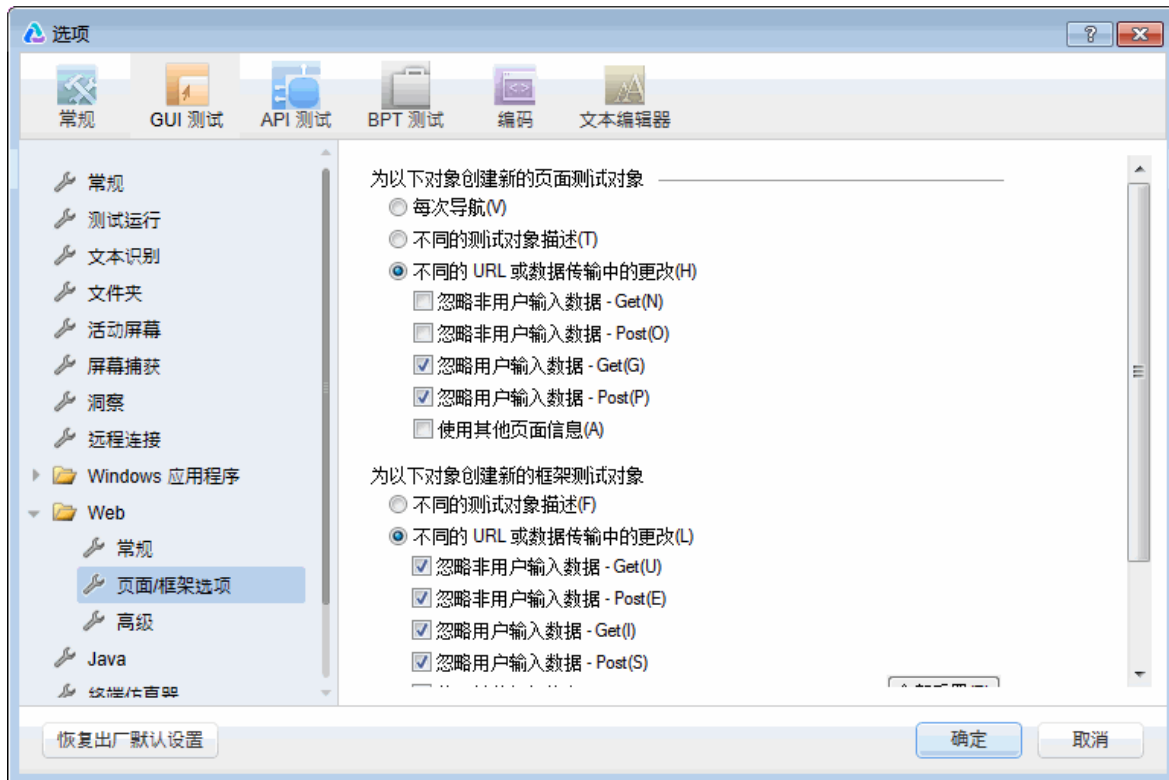 选项
常规
GUI 测试
API 测试
BPT 测试
编码
文本编辑器
常规
测试运行
文本识别
文件夹
活动屏幕
屏幕捕获
洞察
远程连接
Windows 应用程序
Web
常规
页面/框架选项
高级
Java
终端仿真器
为以下对象创建新的页面测试对象
每次导航(V)
不同的测试对象描述(T)
不同的 URL 或数据传输中的更改(H)
忽略非用户输入数据 - Get(N)
忽略非用户输入数据 - Post(O)
忽略用户输入数据 - Get(G)
忽略用户输入数据 - Post(P)
使用其他页面信息(A)
为以下对象创建新的框架测试对象
不同的测试对象描述(F)
不同的 URL 或数据传输中的更改(L)
忽略非用户输入数据 - Get(U)
忽略非用户输入数据 - Post(E)
忽略用户输入数据 - Get(I)
忽略用户输入数据 - Post(S)
恢复出厂默认设置
确定
取消